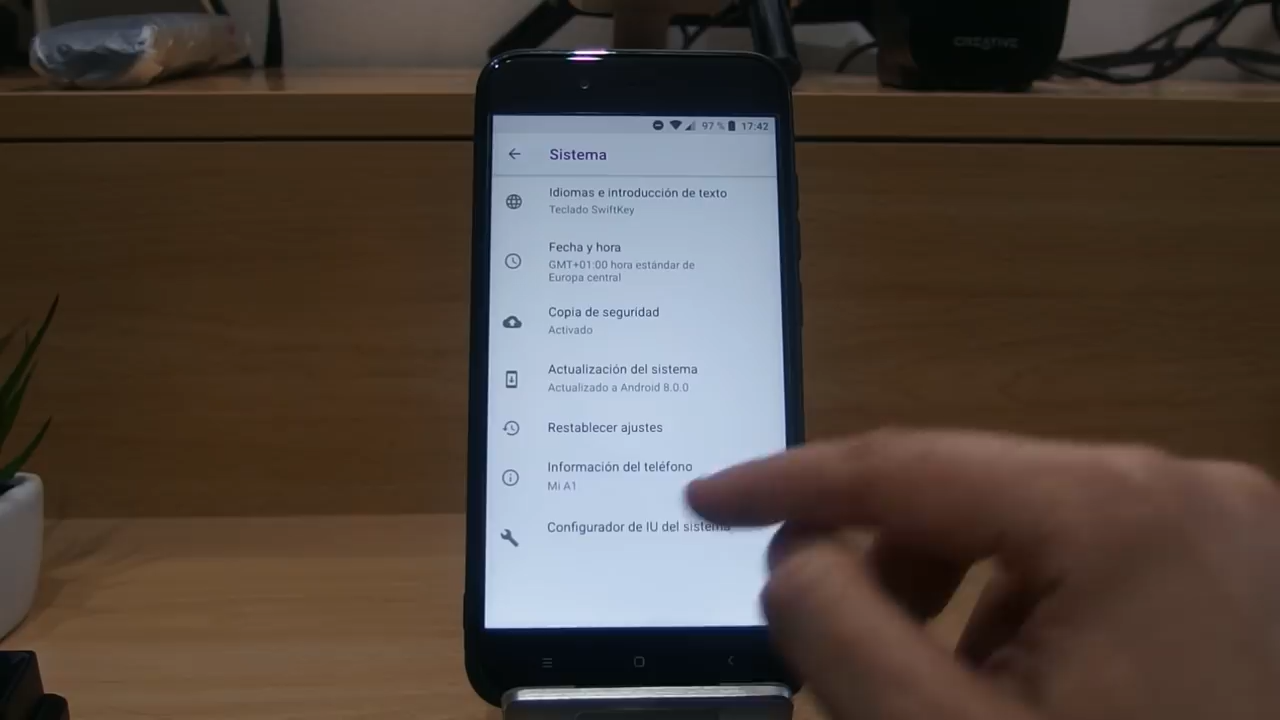 CREATIVE
97 % 17:42
Sistema
Idiomas e introducción de texto
Teclado SwiftKey
Fecha y hora
GMT+01:00 hora estándar de
Europa central
Copia de seguridad
Activado
Actualización del sistema
Actualizado a Android 8.0.0
Restablecer ajustes
Información del teléfono
Mi A1
Configurador de IU del sistema